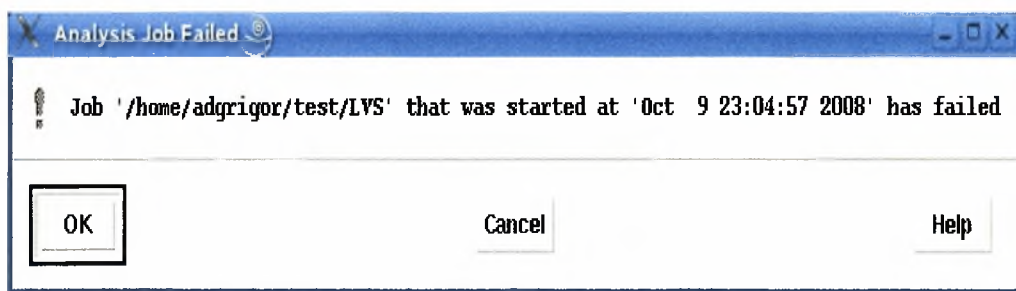 Analysis Job Failed
Job '/home/adgrigor/test/LVS' that was started at 'Oct  9 23:04:57 2008' has failed
OK Cancel Help